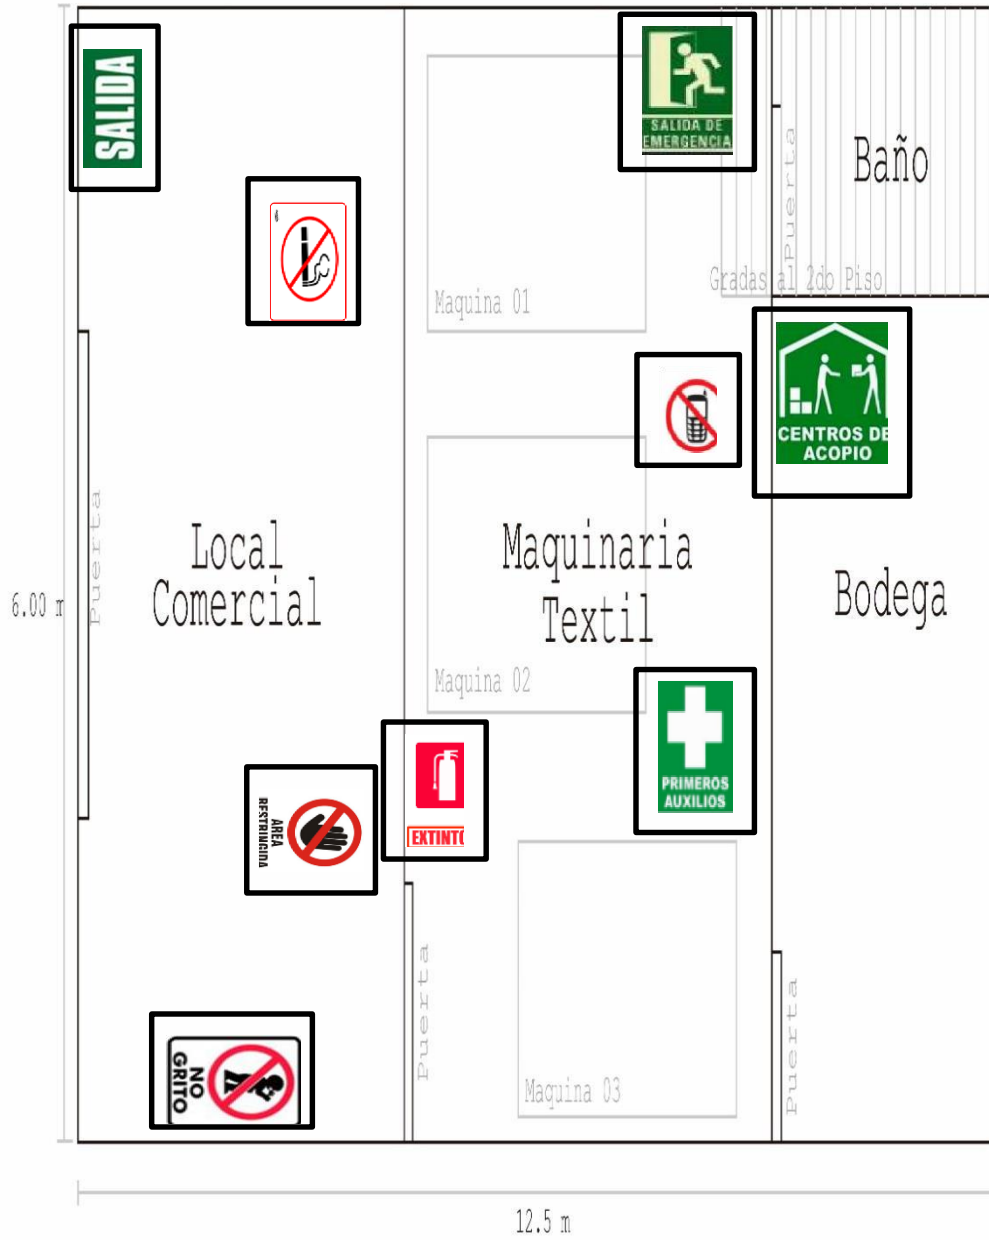 SALIDA
SALIDA DE
EMERGENCIA
Puerta
Baño
Gradas al 2do Piso
Maquina 01
CENTROS DE
ACOPIO
Puerta
Local
Comercial
Maquinaria
Textil
Bodega
6.00 m
Maquina 02
PRIMEROS
AUXILIOS
EXTINTO
AREA
RESTRINGIDA
Puerta
Puerta
NO
GRITO
Maquina 03
12.5 m